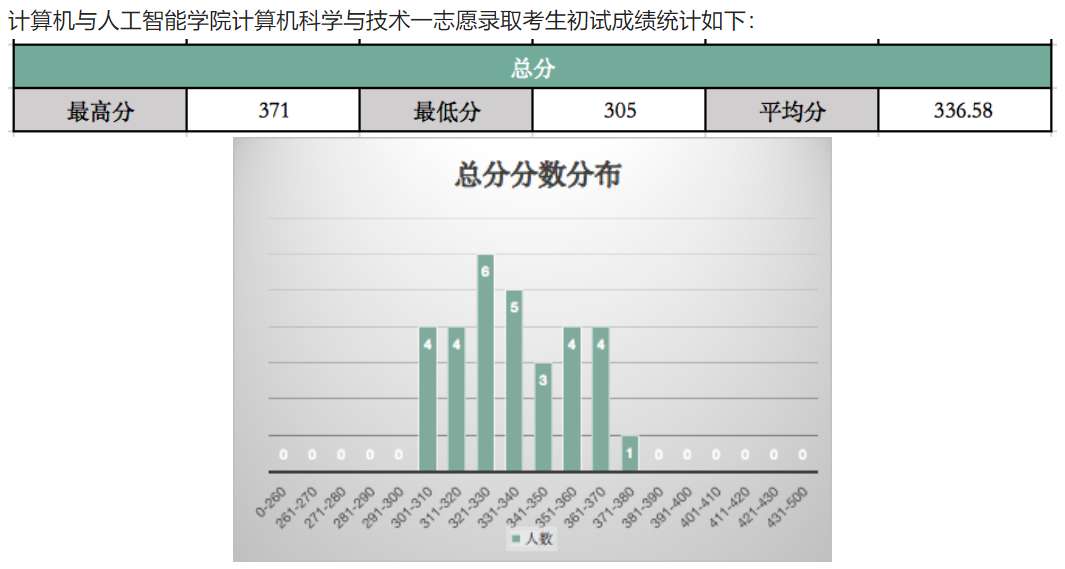 计算机与人工智能学院计算机科学与技术一志愿录取考生初试成绩统计如下：
总分
最高分 371 最低分 305 平均分 336.58
总分分数分布
0 0 0 0 0 4 4 6 5 3 4 4 1 0 0 0 0 0 0
0-260 261-270 271-280 281-290 291-300 301-310 311-320 321-330 331-340 341-350 351-360 361-370 371-380 381-390 391-400 401-410 411-420 421-430 431-500
人数